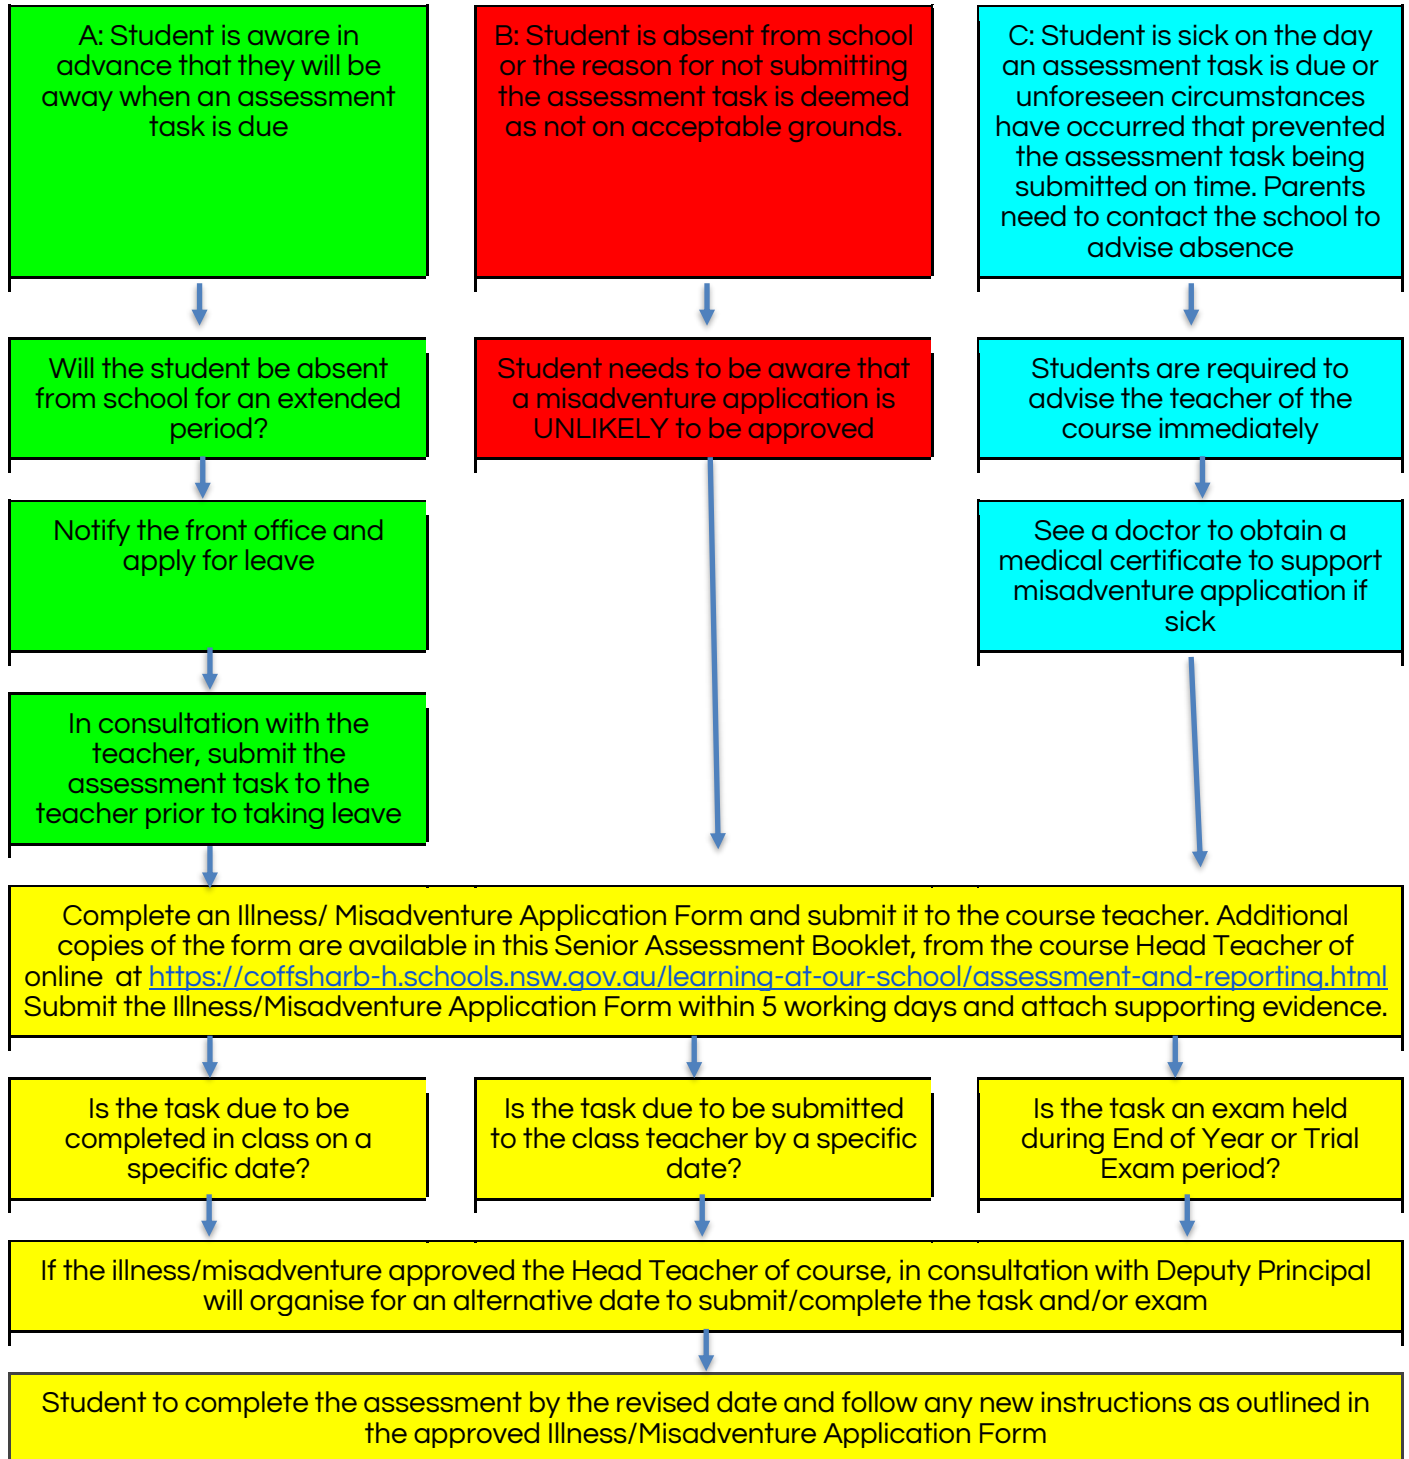 A: Student is aware in
advance that they will be
away when an assessment
task is due
B: Student is absent from school
or the reason for not submitting
the assessment task is deemed
as not on acceptable grounds.
C: Student is sick on the day
an assessment task is due or
unforeseen circumstances
have occurred that prevented
the assessment task being
submitted on time. Parents
need to contact the school to
advise absence
Will the student be absent
from school for an extended
period?
Student needs to be aware that
a misadventure application is
UNLIKELY to be approved
Students are required to
advise the teacher of the
course immediately
Notify the front office and
apply for leave
See a doctor to obtain a
medical certificate to support
misadventure application if
sick
In consultation with the
teacher, submit the
assessment task to the
teacher prior to taking leave
Complete an Illness/ Misadventure Application Form and submit it to the course teacher. Additional
copies of the form are available in this Senior Assessment Booklet, from the course Head Teacher of
online at https://coffsharb-h.schools.nsw.gov.au/learning-at-our-school/assessment-and-reporting.html
Submit the Illness/Misadventure Application Form within 5 working days and attach supporting evidence.
Is the task due to be
completed in class on a
specific date?
Is the task due to be submitted
to the class teacher by a specific
date?
Is the task an exam held
during End of Year or Trial
Exam period?
If the illness/misadventure approved the Head Teacher of course, in consultation with Deputy Principal
will organise for an alternative date to submit/complete the task and/or exam
Student to complete the assessment by the revised date and follow any new instructions as outlined in
the approved Illness/Misadventure Application Form